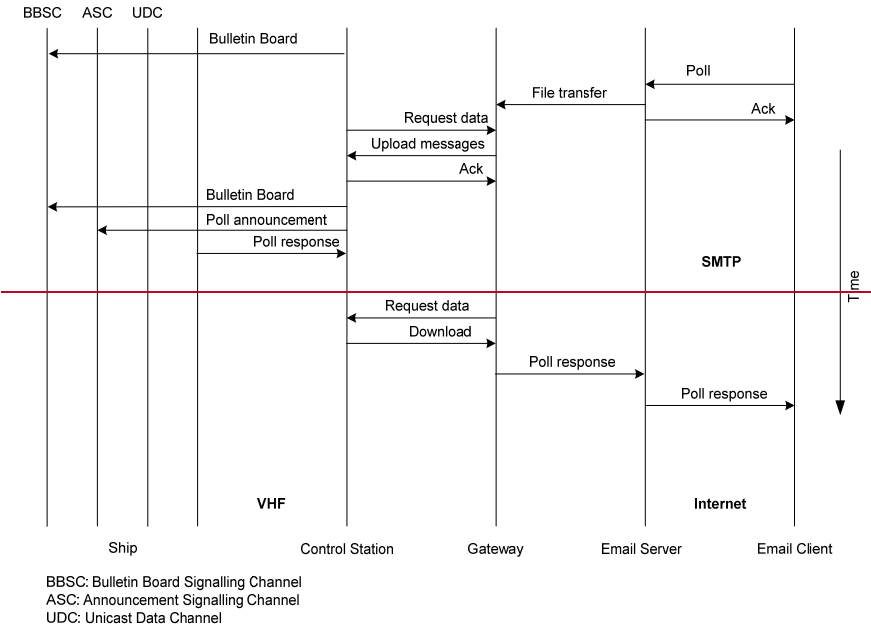 BBSC ASC UDC
Bulletin Board
Poll
File transfer
Ack
Request data
Upload messages
Ack
Bulletin Board
Poll announcement
Poll response
SMTP
Time
Request data
Download
Poll response
Poll response
VHF Internet
Ship Control Station Gateway Email Server Email Client
BBSC: Bulletin Board Signalling Channel
ASC: Announcement Signalling Channel
UDC: Unicast Data Channel